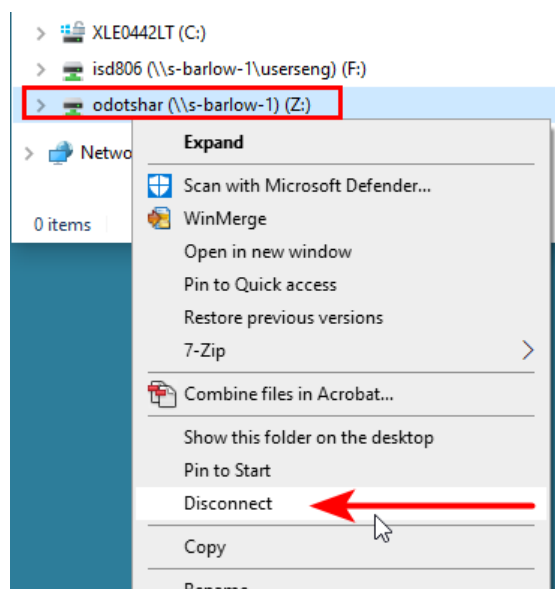 XLE0442LT (C:)
isd806 (\\s-barlow-1\userseng) (F:)
odotshar (\\s-barlow-1) (Z:)
Netwo
Expand
Scan with Microsoft Defender...
0 items
WinMerge
Open in new window
Pin to Quick access
Restore previous versions
7-Zip
Combine files in Acrobat...
Show this folder on the desktop
Pin to Start
Disconnect
Copy